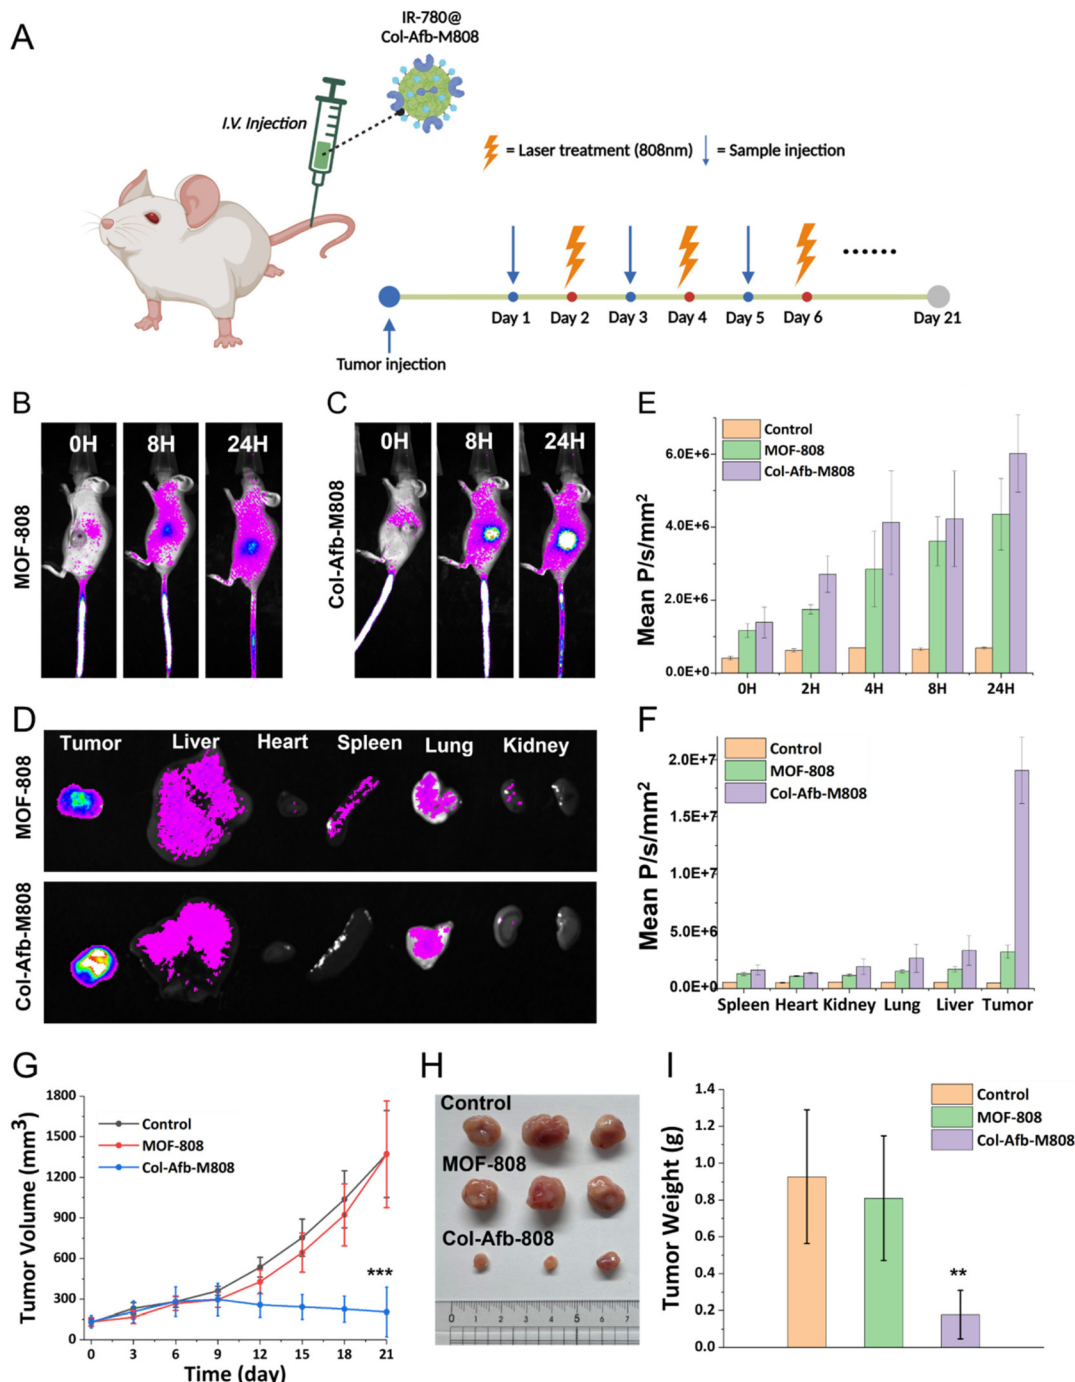 A
IR-780@
Col-Afb-M808
I.V. Injection
= Laser treatment (808nm)
= Sample injection
Day 1
Day 2
Day 3
Day 4
Day 5
Day 6
Day 21
Tumor injection
B
MOF-808
0H
8H
24H
C
Col-Afb-M808
0H
8H
24H
E
Control
MOF-808
Col-Afb-M808
Mean P/s/mm²
6.0E+6
4.0E+6
2.0E+6
0.0E+0
0H
2H
4H
8H
24H
D
Tumor
Liver
Heart
Spleen
Lung
Kidney
MOF-808
Col-Afb-M808
F
Control
MOF-808
Col-Afb-M808
Mean P/s/mm²
2.0E+7
1.5E+7
1.0E+7
5.0E+6
0.0E+0
Spleen
Heart
Kidney
Lung
Liver
Tumor
G
Tumor Volume (mm³)
1800
1500
1200
900
600
300
0
Control
MOF-808
Col-Afb-M808
***
0
3
6
9
12
15
18
21
Time (day)
H
Control
MOF-808
Col-Afb-808
0
1
2
3
4
5
6
7
I
Tumor Weight (g)
1.4
1.2
1.0
0.8
0.6
0.4
0.2
0.0
Control
MOF-808
Col-Afb-M808
**